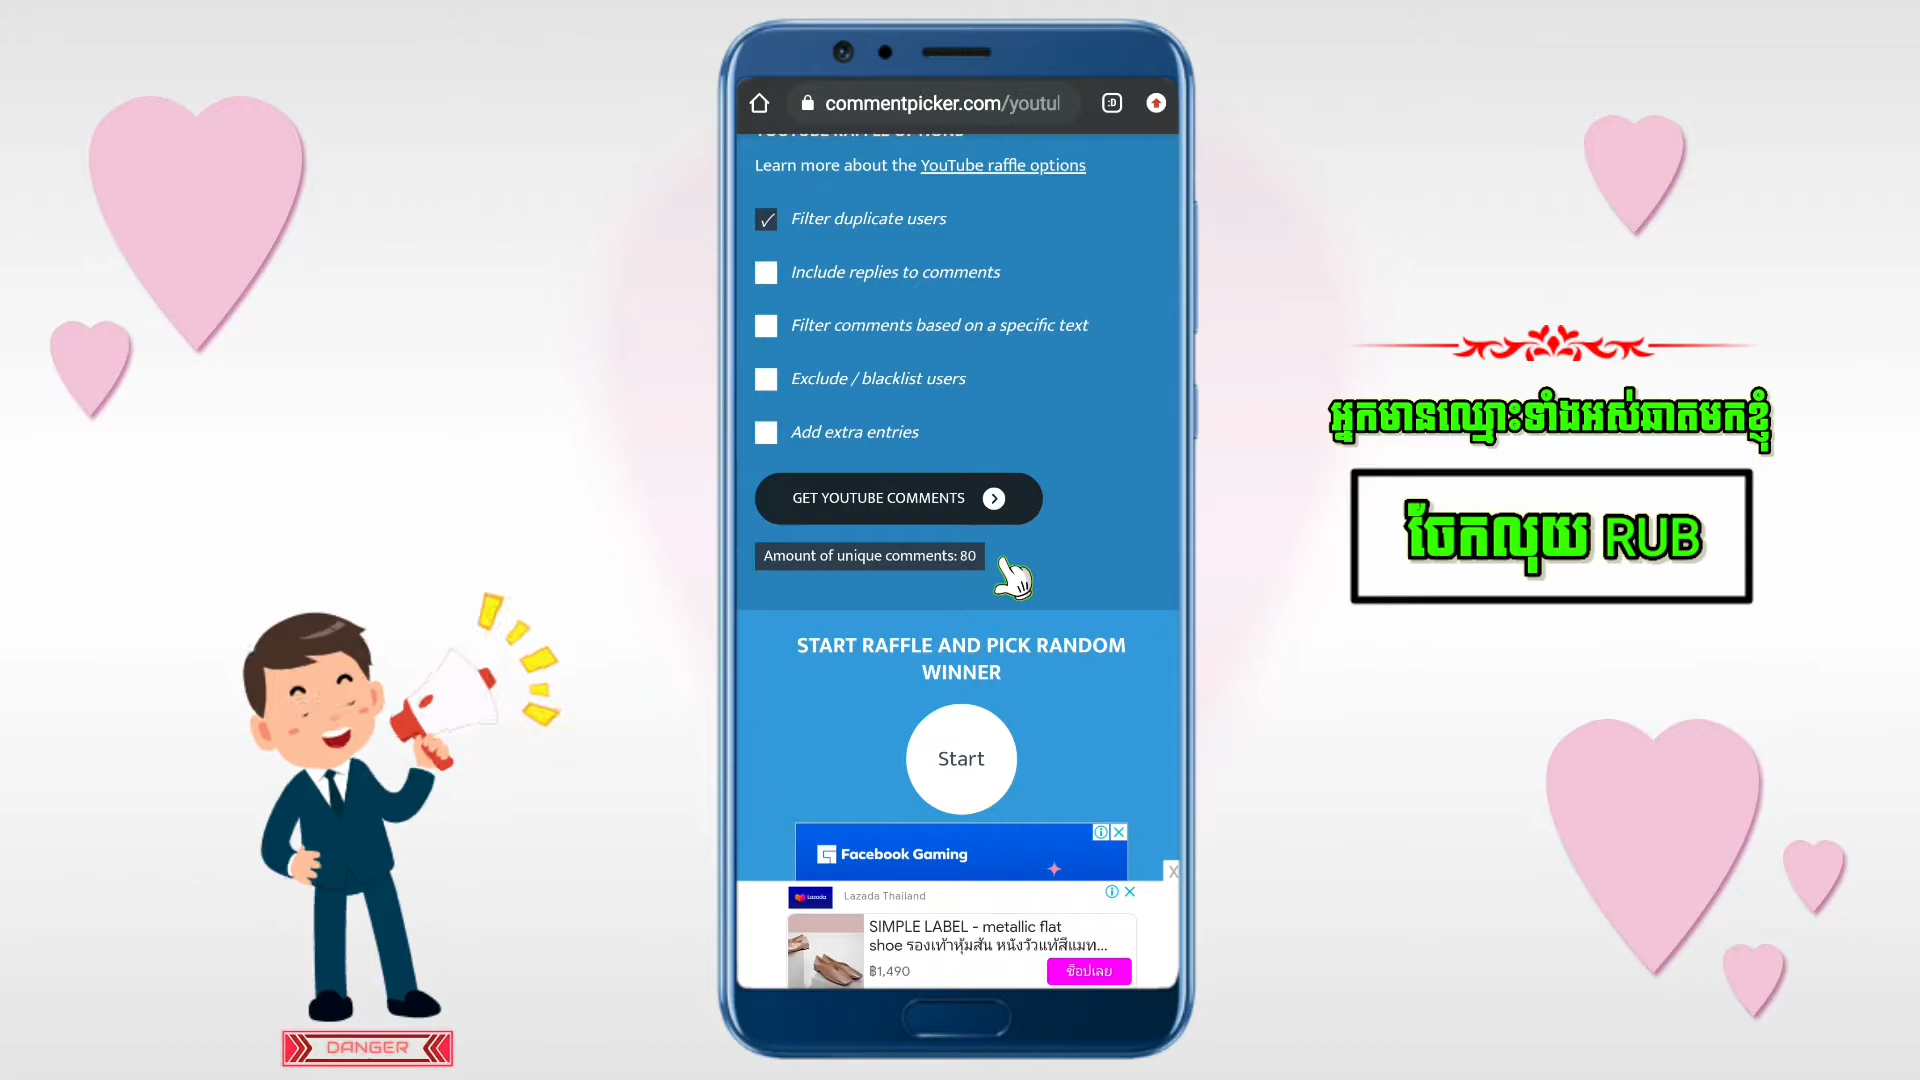 commentpicker.com/youtul
YOUTUBE RAFFLE OPTIONS
Learn more about the YouTube raffle options
Filter duplicate users
Include replies to comments
Filter comments based on a specific text
Exclude / blacklist users
Add extra entries
GET YOUTUBE COMMENTS
Amount of unique comments: 80
START RAFFLE AND PICK RANDOM
WINNER
Start
Facebook Gaming
Lazada
Lazada Thailand
SIMPLE LABEL - metallic flat
shoe รองเท้าหุ้มส้น หนังวัวแท้สีแมท...
฿1,490
ช็อปเลย
X
អ្នកមានឈ្មោះទាំងអស់ឆាតមកខ្ញុំ
ចែកលុយ RUB
DANGER